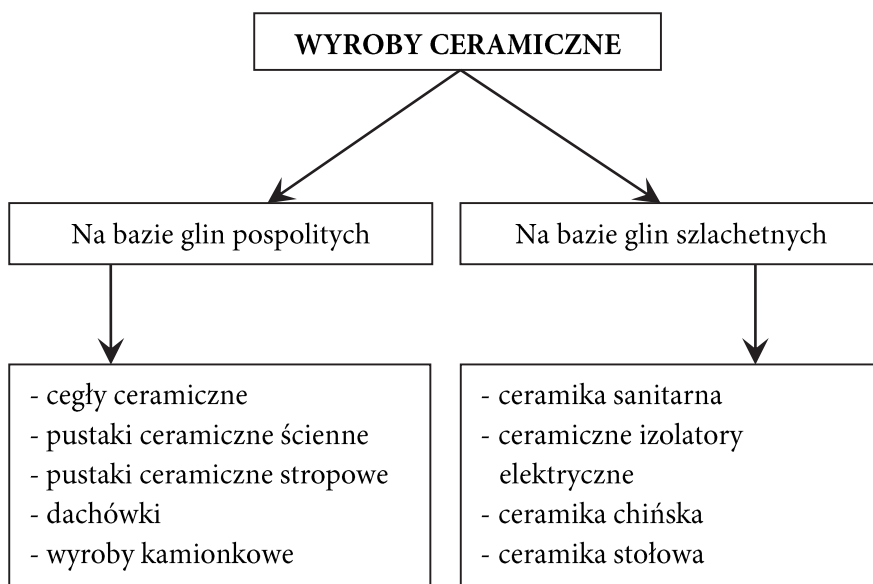 WYROBY CERAMICZNE
Na bazie glin pospolitych
Na bazie glin szlachetnych
- cegły ceramiczne
- pustaki ceramiczne ścienne
- pustaki ceramiczne stropowe
- dachówki
- wyroby kamionkowe
- ceramika sanitarna
- ceramiczne izolatory
elektryczne
- ceramika chińska
- ceramika stołowa